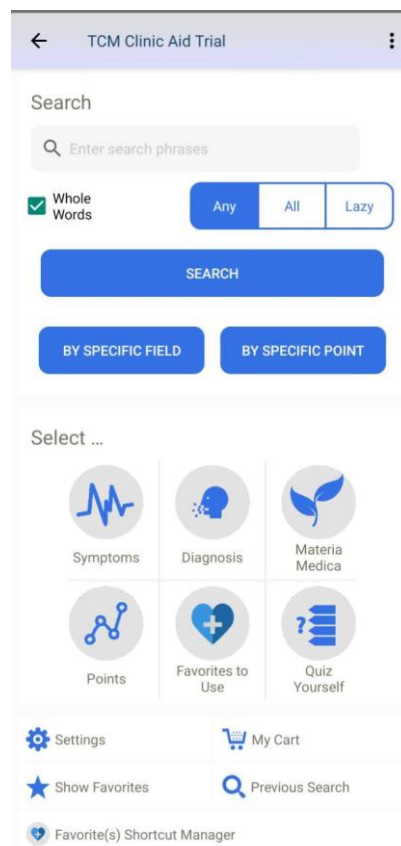 TCM Clinic Aid Trial
Search
Enter search phrases
Whole
Words
Any
All
Lazy
SEARCH
BY SPECIFIC FIELD
BY SPECIFIC POINT
Select ...
Symptoms
Diagnosis
Materia
Medica
Points
Favorites to
Use
?
Quiz
Yourself
Settings
My Cart
Show Favorites
Previous Search
Favorite(s) Shortcut Manager